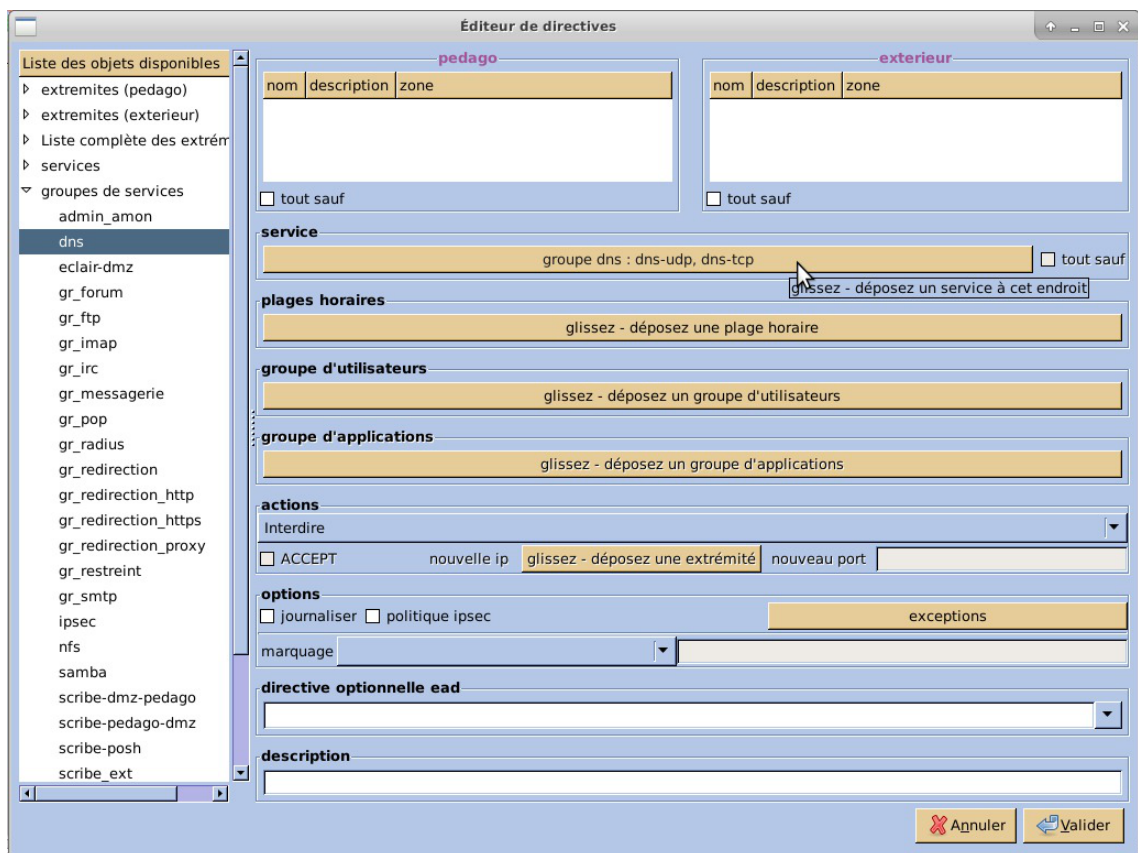 Éditeur de directives
Liste des objets disponibles
extremites (pedago)
extremites (exterieur)
Liste complète des extrém
services
groupes de services
admin_amon
dns
eclair-dmz
gr_forum
gr_ftp
gr_imap
gr_irc
gr_messagerie
gr_pop
gr_radius
gr_redirection
gr_redirection_http
gr_redirection_https
gr_redirection_proxy
gr_restreint
gr_smtp
ipsec
nfs
samba
scribe-dmz-pedago
scribe-pedago-dmz
scribe-posh
scribe_ext
pedago
nom description zone
tout sauf
exterieur
nom description zone
tout sauf
service
groupe dns : dns-udp, dns-tcp tout sauf
glissez - déposez un service à cet endroit
plages horaires
glissez - déposez une plage horaire
groupe d'utilisateurs
glissez - déposez un groupe d'utilisateurs
groupe d'applications
glissez - déposez un groupe d'applications
actions
Interdire
ACCEPT nouvelle ip glissez - déposez une extrémité nouveau port
options
journaliser politique ipsec exceptions
marquage
directive optionnelle ead
description
Annuler Valider